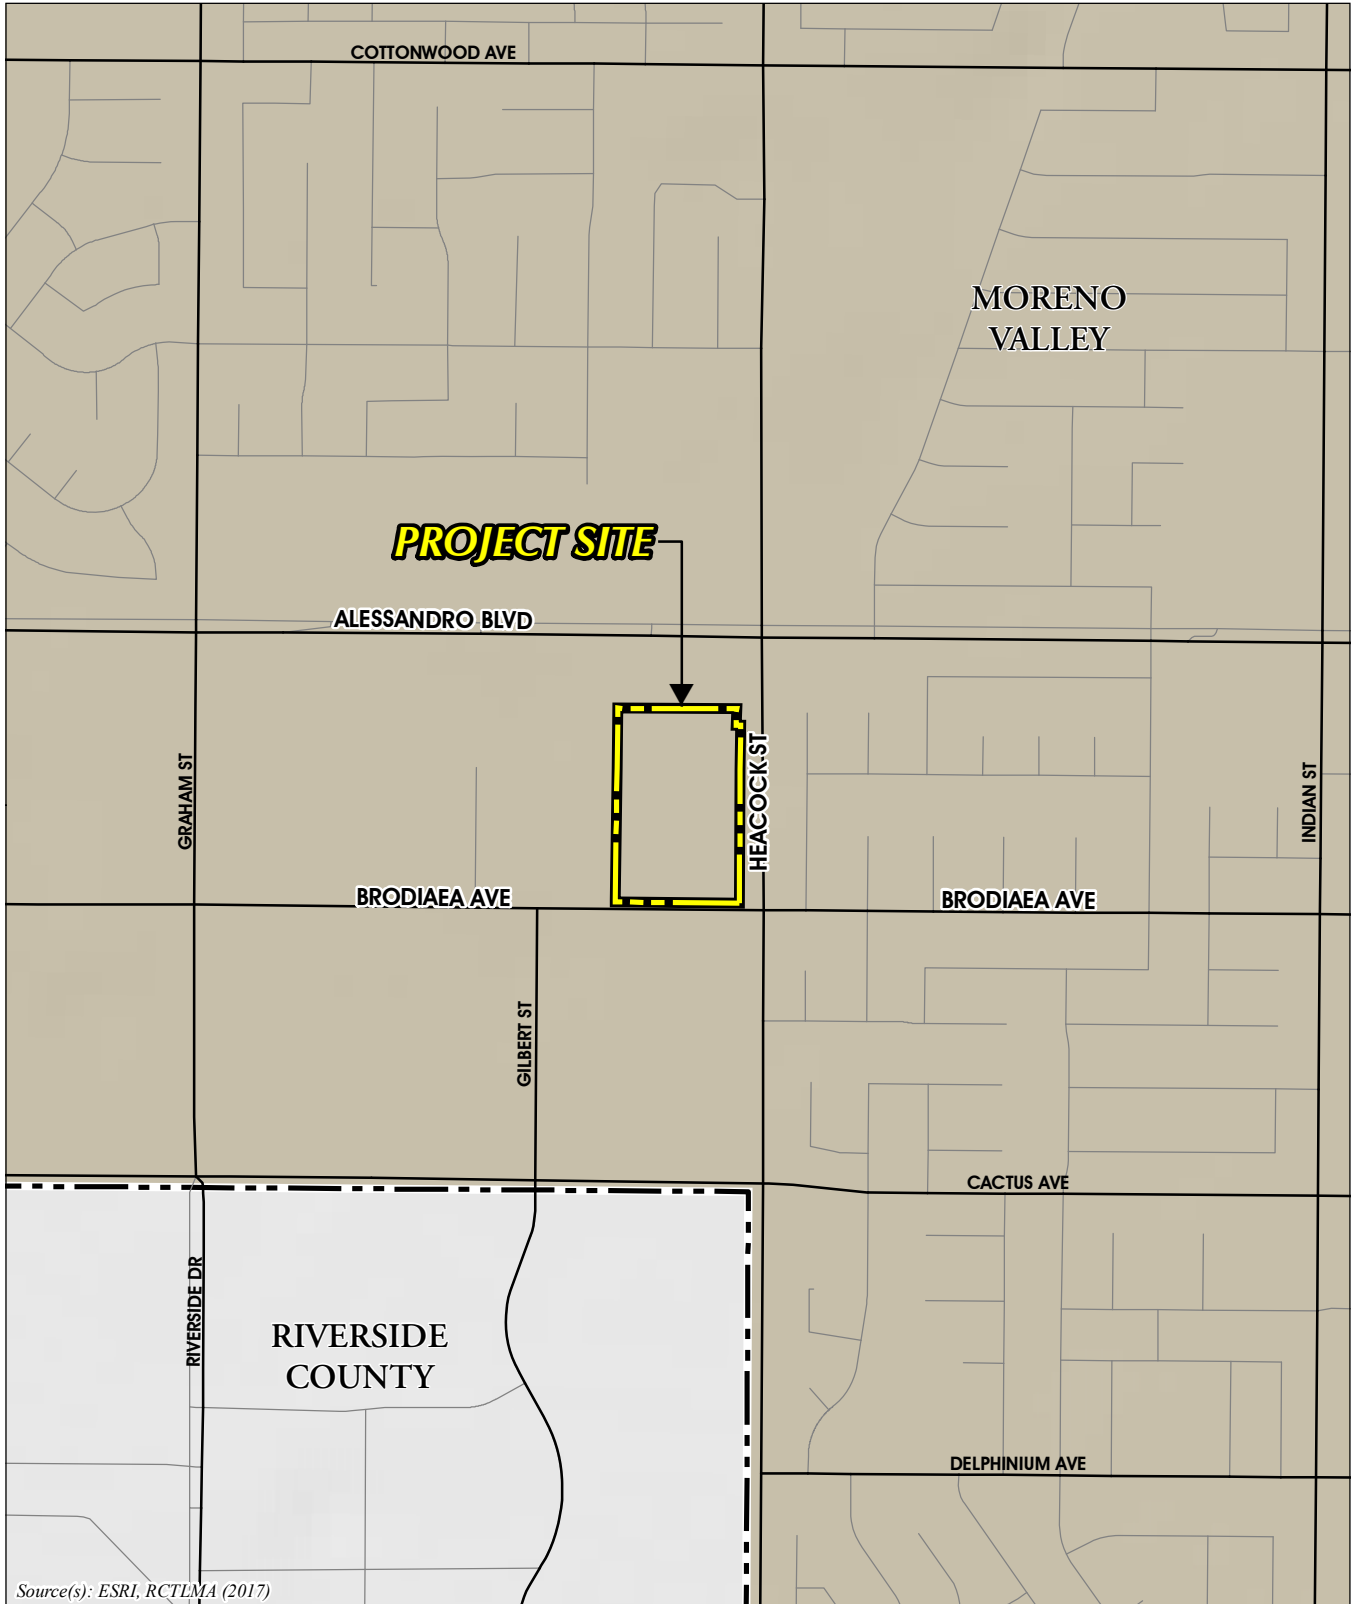 COTTONWOOD AVE
MORENO
VALLEY
PROJECT SITE
ALESSANDRO BLVD
GRAHAM ST
HEACOCK ST
INDIAN ST
BRODIAEA AVE
BRODIAEA AVE
GILBERT ST
CACTUS AVE
RIVERSIDE DR
RIVERSIDE
COUNTY
DELPHINIUM AVE
Source(s): ESRI, RCTLMA (2017)